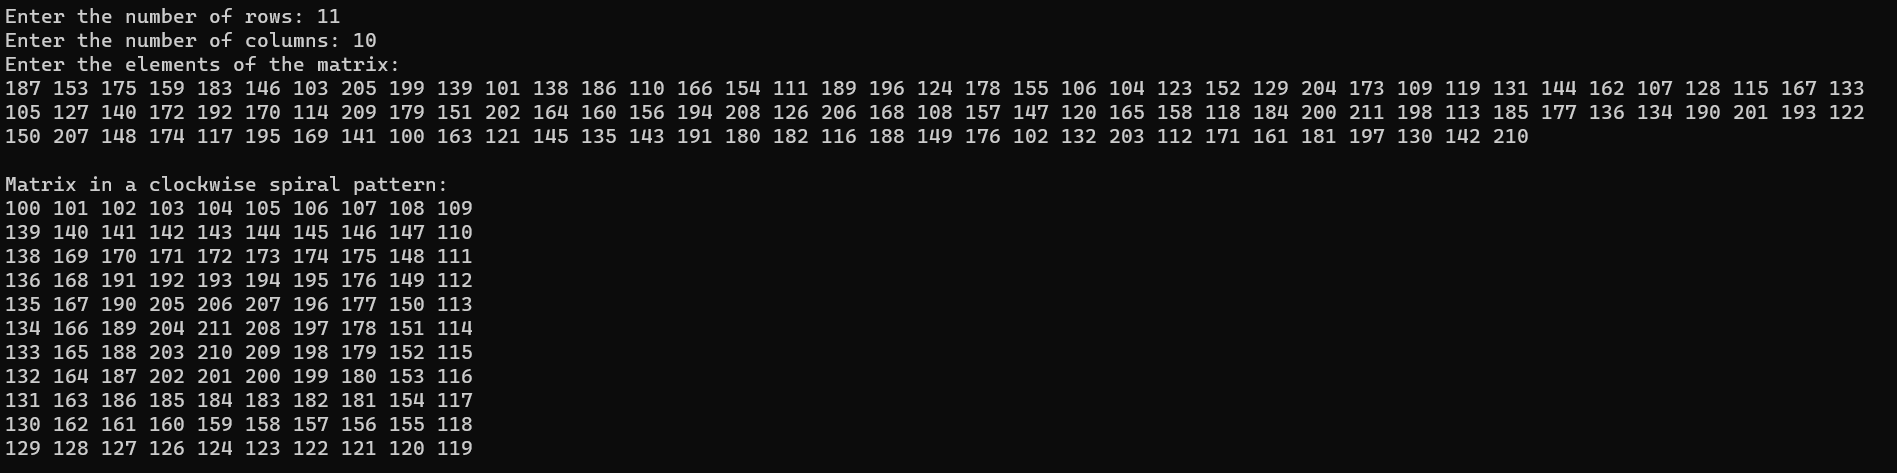 Enter the number of rows: 11
Enter the number of columns: 10
Enter the elements of the matrix:
187 153 175 159 183 146 103 205 199 139 101 138 186 110 166 154 111 189 196 124 178 155 106 104 123 152 129 204 173 109 119 131 144 162 107 128 115 167 133
105 127 140 172 192 170 114 209 179 151 202 164 160 156 194 208 126 206 168 108 157 147 120 165 158 118 184 200 211 198 113 185 177 136 134 190 201 193 122
150 207 148 174 117 195 169 141 100 163 121 145 135 143 191 180 182 116 188 149 176 102 132 203 112 171 161 181 197 130 142 210
Matrix in a clockwise spiral pattern:
100 101 102 103 104 105 106 107 108 109
139 140 141 142 143 144 145 146 147 110
138 169 170 171 172 173 174 175 148 111
136 168 191 192 193 194 195 176 149 112
135 167 190 205 206 207 196 177 150 113
134 166 189 204 211 208 197 178 151 114
133 165 188 203 210 209 198 179 152 115
132 164 187 202 201 200 199 180 153 116
131 163 186 185 184 183 182 181 154 117
130 162 161 160 159 158 157 156 155 118
129 128 127 126 124 123 122 121 120 119